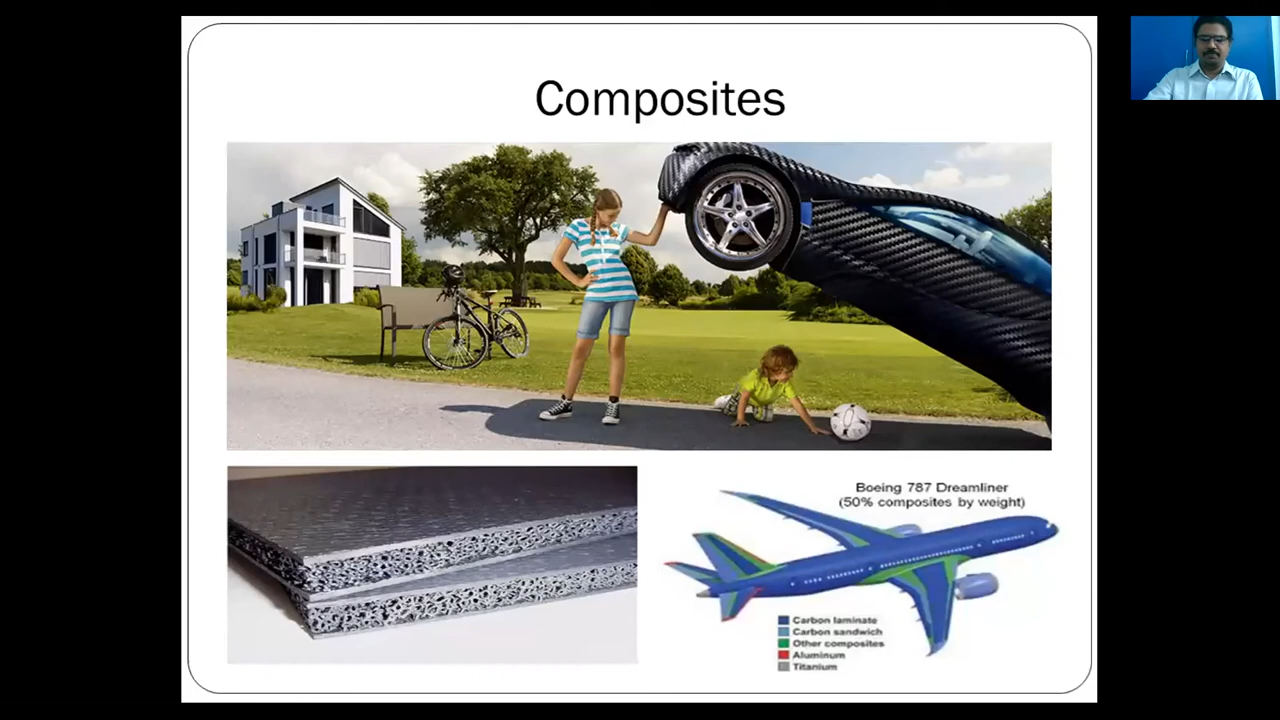 Composites
Boeing 787 Dreamliner
(50% composites by weight)
Carbon laminate
Carbon sandwich
Other composites
Aluminum
Titanium